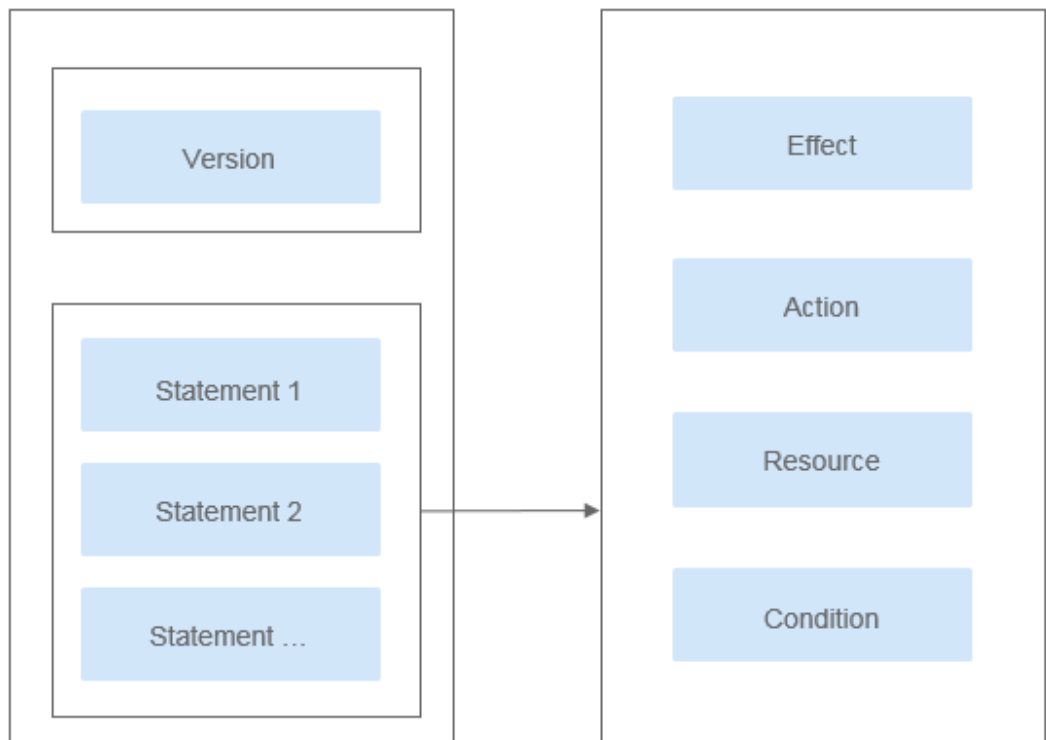 Version
Statement 1
Statement 2
Statement ...
Effect
Action
Resource
Condition